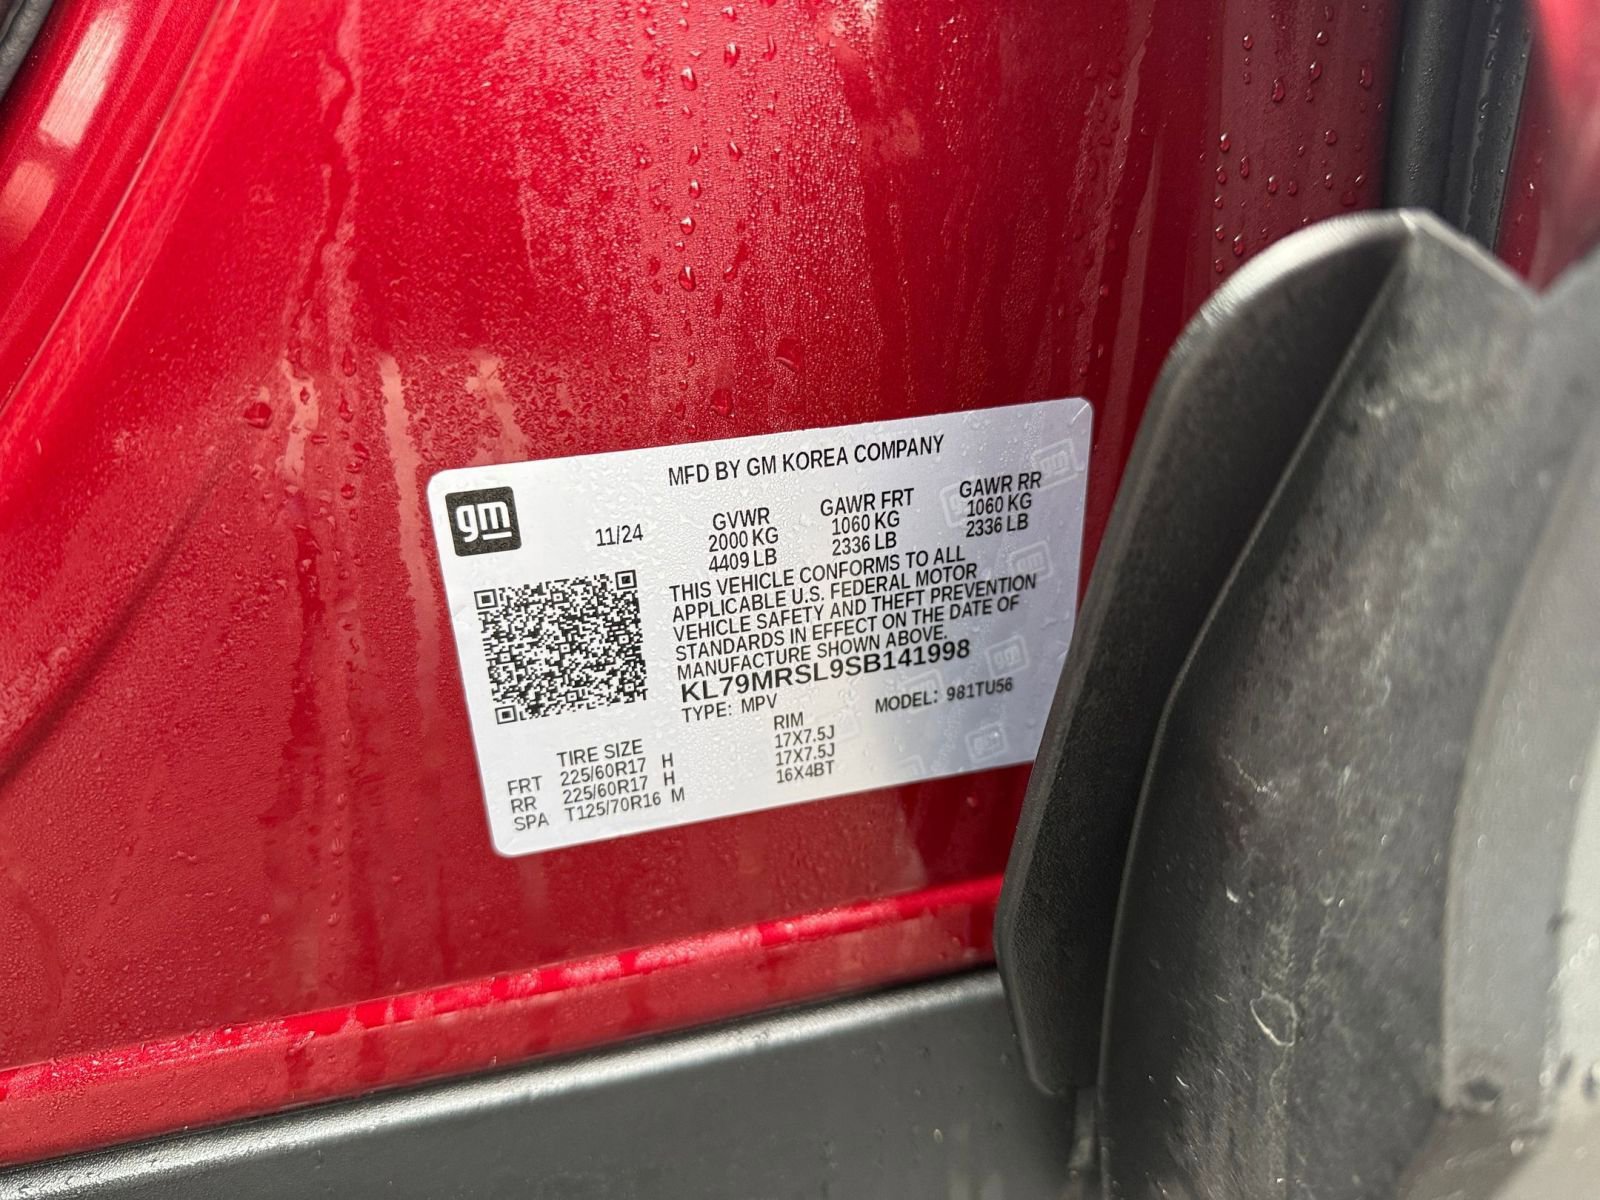 MFD BY GM KOREA COMPANY
gm
11/24
GVWR
2000 KG
4409 LB
GAWR FRT
1060 KG
2336 LB
GAWR RR
1060 KG
2336 LB
THIS VEHICLE CONFORMS TO ALL
APPLICABLE U.S. FEDERAL MOTOR
VEHICLE SAFETY AND THEFT PREVENTION
STANDARDS IN EFFECT ON THE DATE OF
MANUFACTURE SHOWN ABOVE.
KL79MRSL9SB141998
TYPE: MPV MODEL: 981TU56
TIRE SIZE RIM
FRT 225/60R17 H 17X7.5J
RR 225/60R17 H 17X7.5J
SPA T125/70R16 M 16X4BT